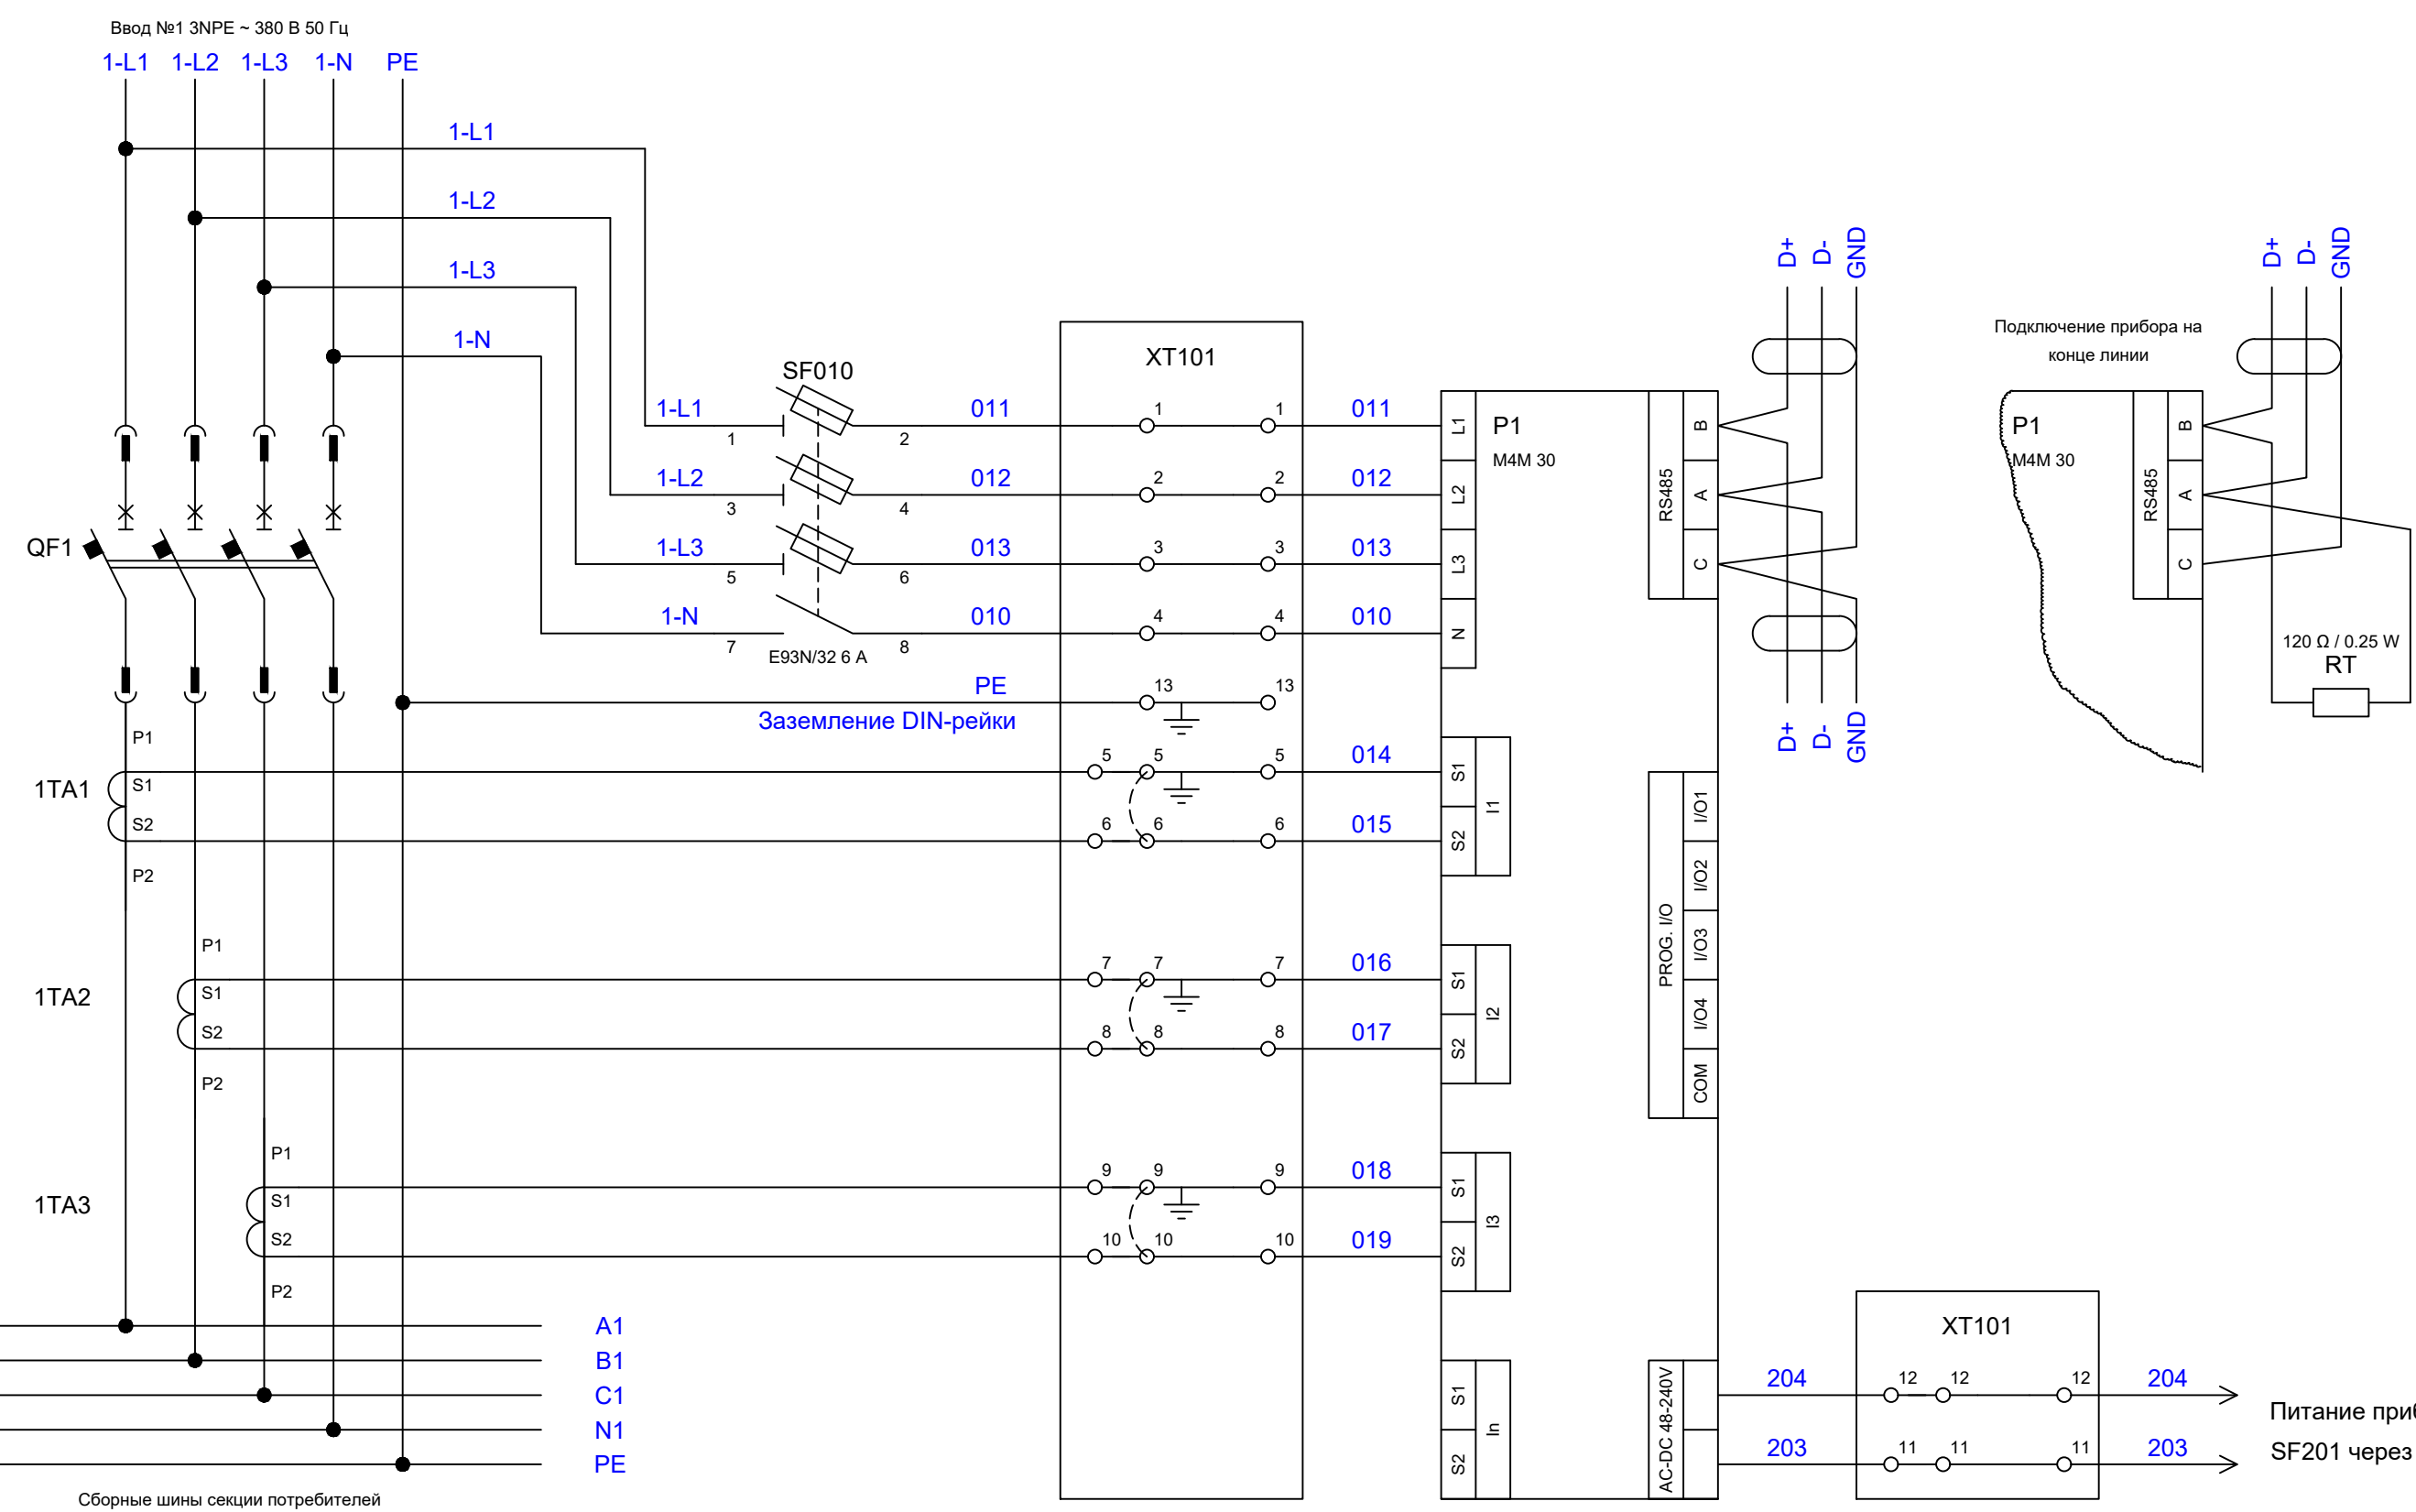 Ввод №1 3NPE ~ 380 В 50 Гц
1-L1 1-L2 1-L3 1-N PE
1-L1
1-L2
1-L3
1-N
SF010
1-L1 1 2 011
1-L2 3 4 012
1-L3 5 6 013
1-N 7 8 010
E93N/32 6 A
PE
Заземление DIN-рейки
QF1
XT101
1 1 011
2 2 012
3 3 013
4 4 010
13 13
5 5 5 014
6 6 6 015
7 7 7 016
8 8 8 017
9 9 9 018
10 10 10 019
P1
1TA1 S1
S2
P2
P1
1TA2 S1
S2
P2
P1
1TA3 S1
S2
P2
A1
B1
C1
N1
PE
Сборные шины секции потребителей
P1
M4M 30
L1
L2
L3
N
S1
S2
I1
S1
S2
I2
S1
S2
I3
S1
S2
In
RS485
B
A
C
PROG. I/O
I/O1
I/O2
I/O3
I/O4
COM
AC-DC 48-240V
D+ D- GND
D+ D- GND
Подключение прибора на
конце линии
D+ D- GND
P1
M4M 30
RS485
B
A
C
120 Ω / 0.25 W
RT
XT101
204 12 12 12 204
203 11 11 11 203
Питание
SF201 через